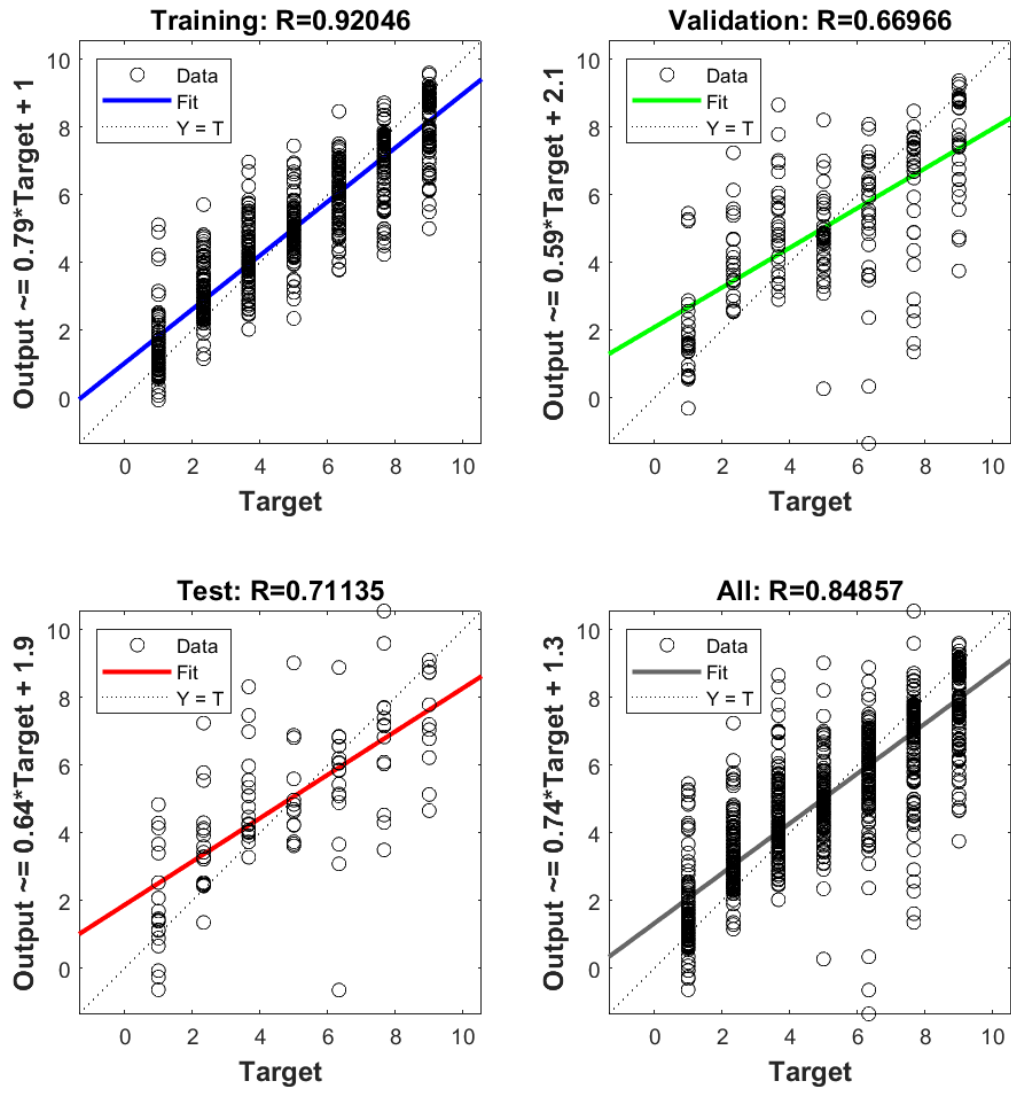 Training: R=0.92046
Output ~= 0.79*Target + 1
10
8
6
4
2
0
Data
Fit
Y = T
0 2 4 6 8 10
Target
Validation: R=0.66966
Output ~= 0.59*Target + 2.1
10
8
6
4
2
0
Data
Fit
Y = T
0 2 4 6 8 10
Target
Test: R=0.71135
Output ~= 0.64*Target + 1.9
10
8
6
4
2
0
Data
Fit
Y = T
0 2 4 6 8 10
Target
All: R=0.84857
Output ~= 0.74*Target + 1.3
10
8
6
4
2
0
Data
Fit
Y = T
0 2 4 6 8 10
Target